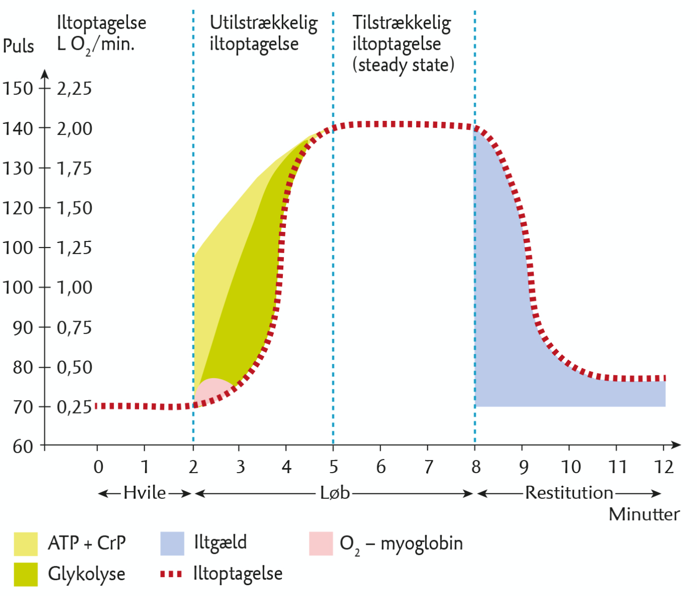 Puls
Iltoptagelse
L O₂/min.
Utilstrækkelig
iltoptagelse
Tilstrækkelig
iltoptagelse
(steady state)
150 2,25
140 2,00
130 1,75
120 1,50
100 1,25
100 1,00
90 0,75
80 0,50
70 0,25
60
0 1 2 3 4 5 6 7 8 9 10 11 12
Hvile Løb Restitution
Minutter
ATP + CrP Iltgæld O₂ – myoglobin
Glykolyse Iltoptagelse